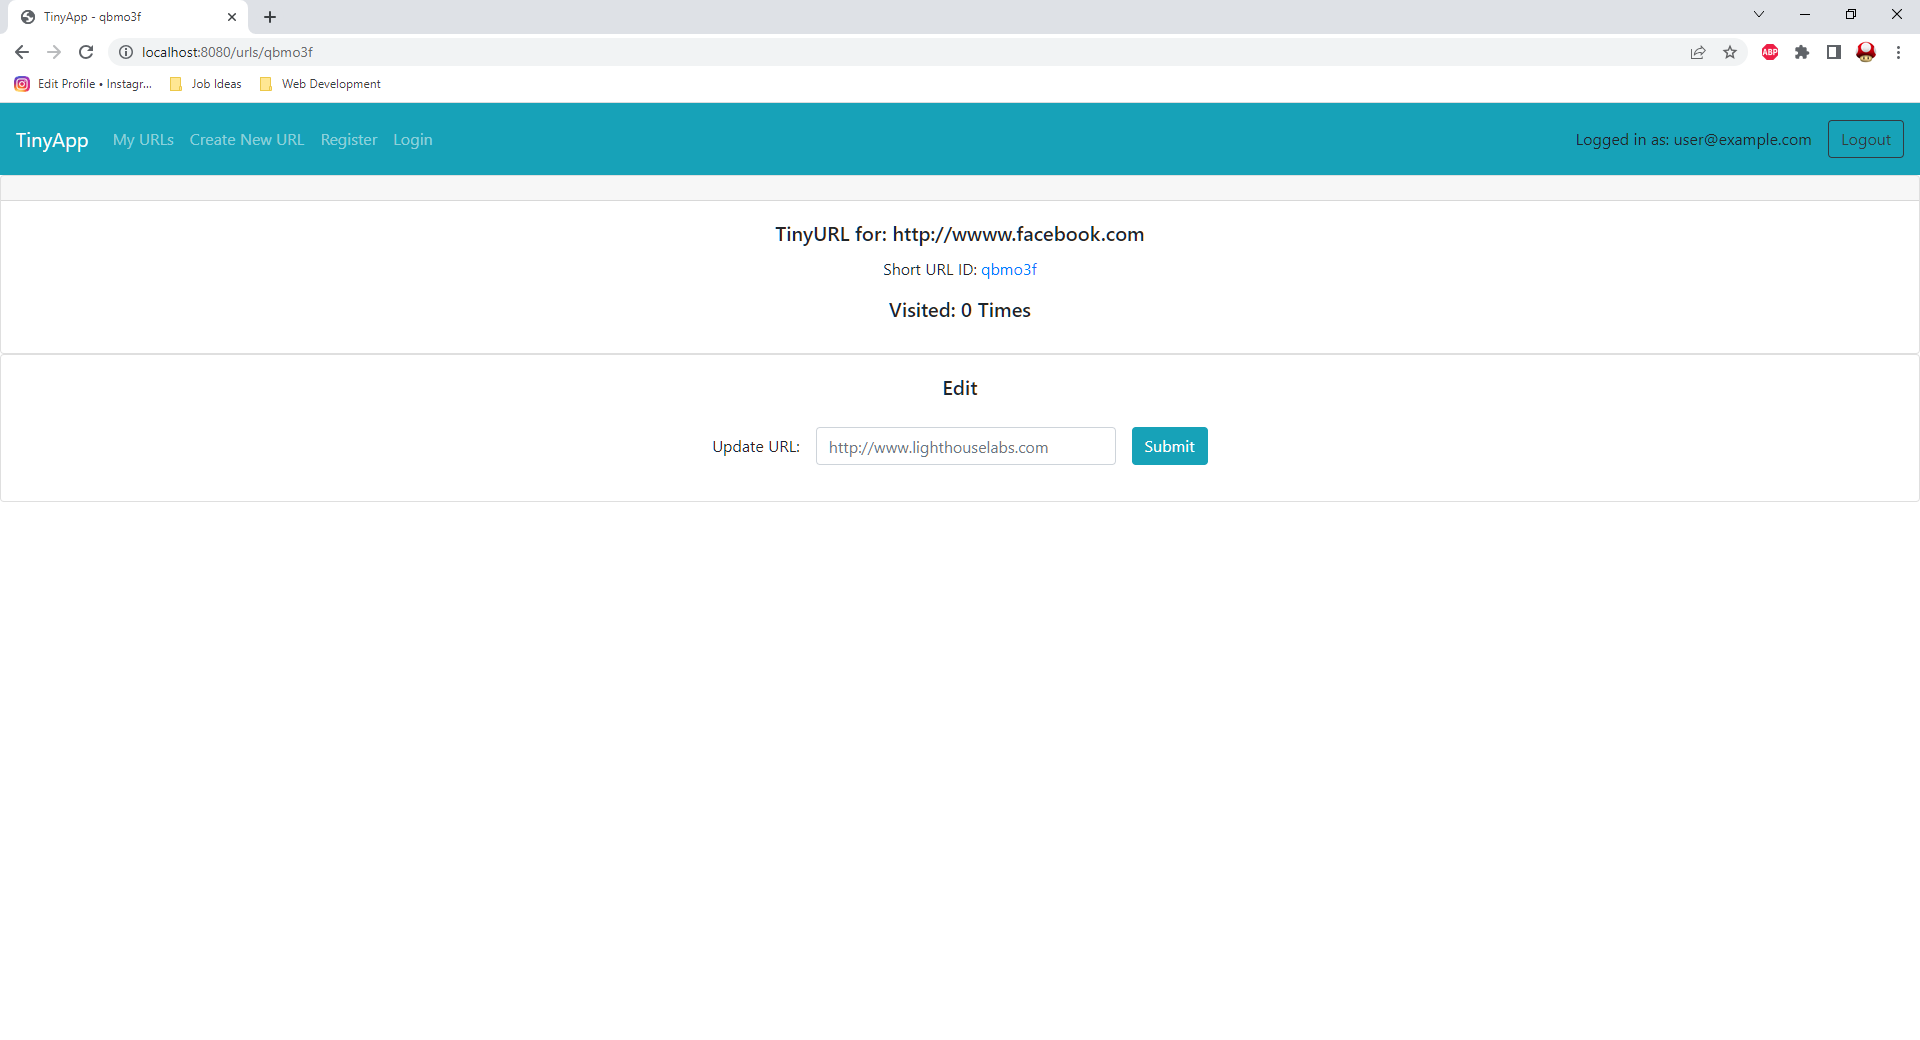 TinyApp - qbmo3f
localhost:8080/urls/qbmo3f
ABP
Edit Profile • Instagr...
Job Ideas
Web Development
TinyApp My URLs Create New URL Register Login Logged in as: user@example.com Logout
TinyURL for: http://wwww.facebook.com
Short URL ID: qbmo3f
Visited: 0 Times
Edit
Update URL: http://www.lighthouselabs.com Submit